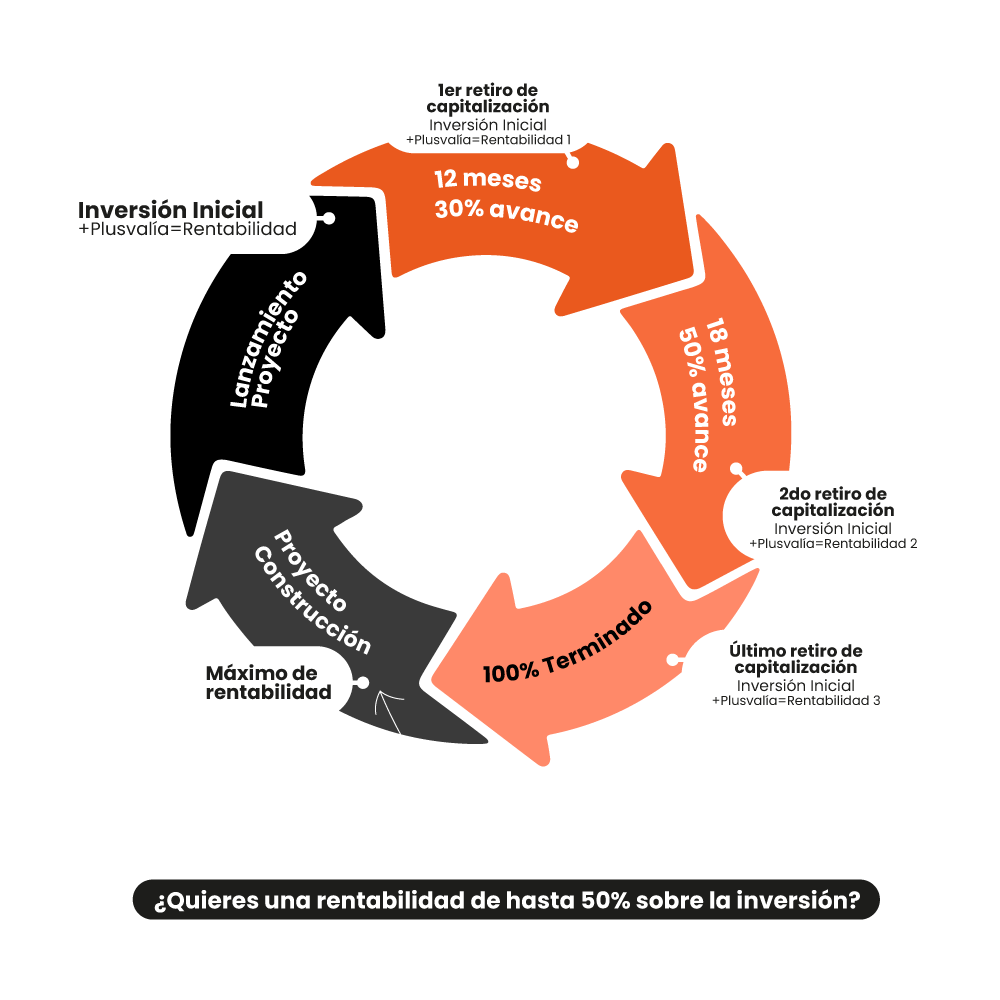 1er retiro de
capitalización
Inversión Inicial
+Plusvalía=Rentabilidad 1
12 meses
30% avance
Inversión Inicial
+Plusvalía=Rentabilidad
Lanzamiento
Proyecto
18 meses
50% avance
2do retiro de
capitalización
Inversión Inicial
+Plusvalía=Rentabilidad 2
100% Terminado
Último retiro de
capitalización
Inversión Inicial
+Plusvalía=Rentabilidad 3
Proyecto
Construcción
Máximo de
rentabilidad
¿Quieres una rentabilidad de hasta 50% sobre la inversión?